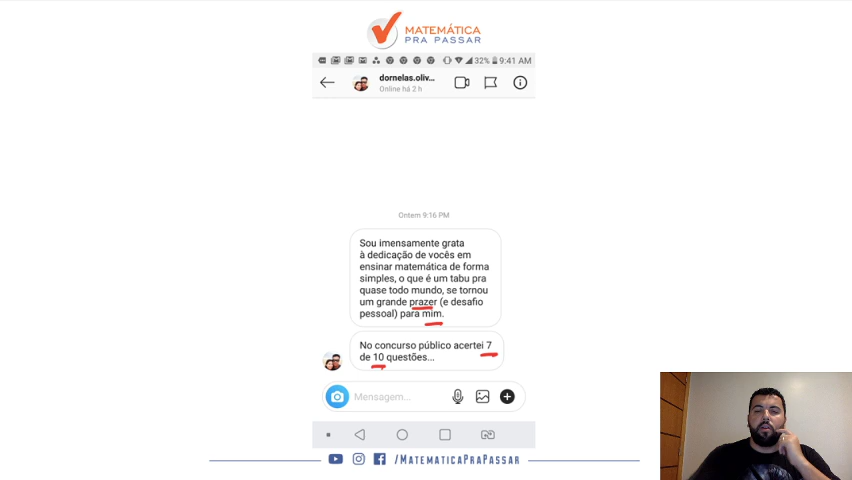 MATEMÁTICA
PRA PASSAR
32% 9:41 AM
dornelas.oliv...
Online há 2 h
Ontem 9:16 PM
Sou imensamente grata
à dedicação de vocês em
ensinar matemática de forma
simples, o que é um tabu pra
quase todo mundo, se tornou
um grande prazer (e desafio
pessoal) para mim.
No concurso público acertei 7
de 10 questões...
Mensagem...
/MATEMATICAPRAPASSAR